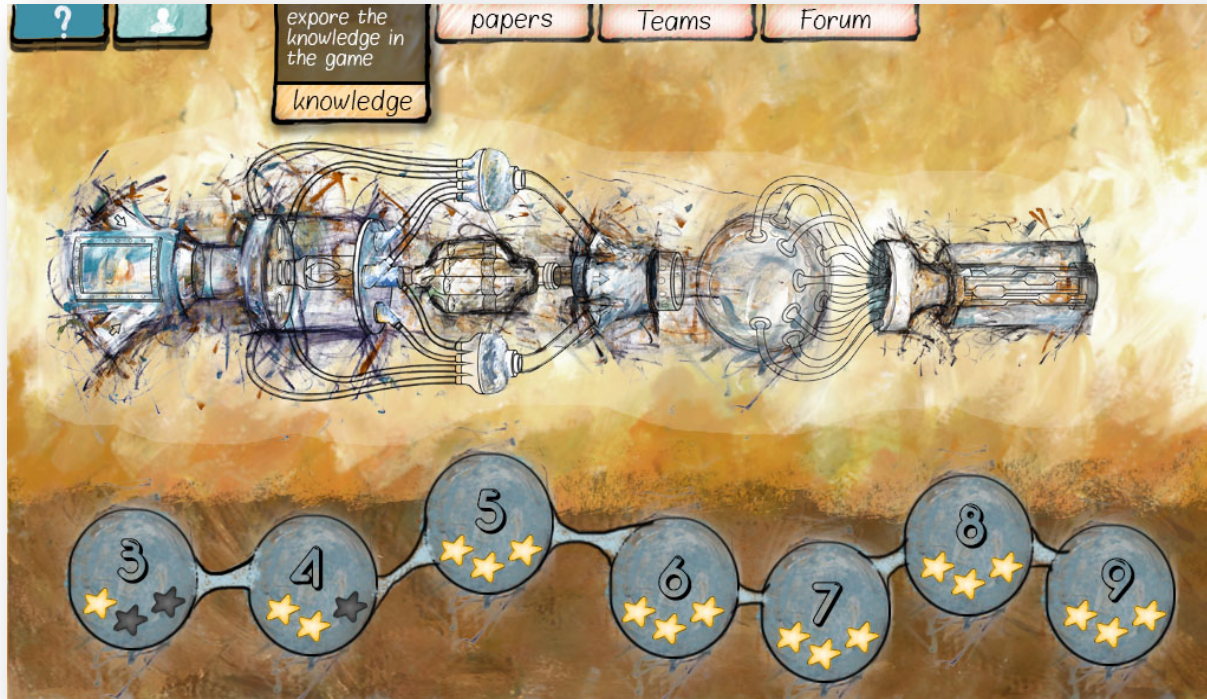 ?
expore the
knowledge in
the game
knowledge
papers
Teams
Forum
3
4
5
6
7
8
9